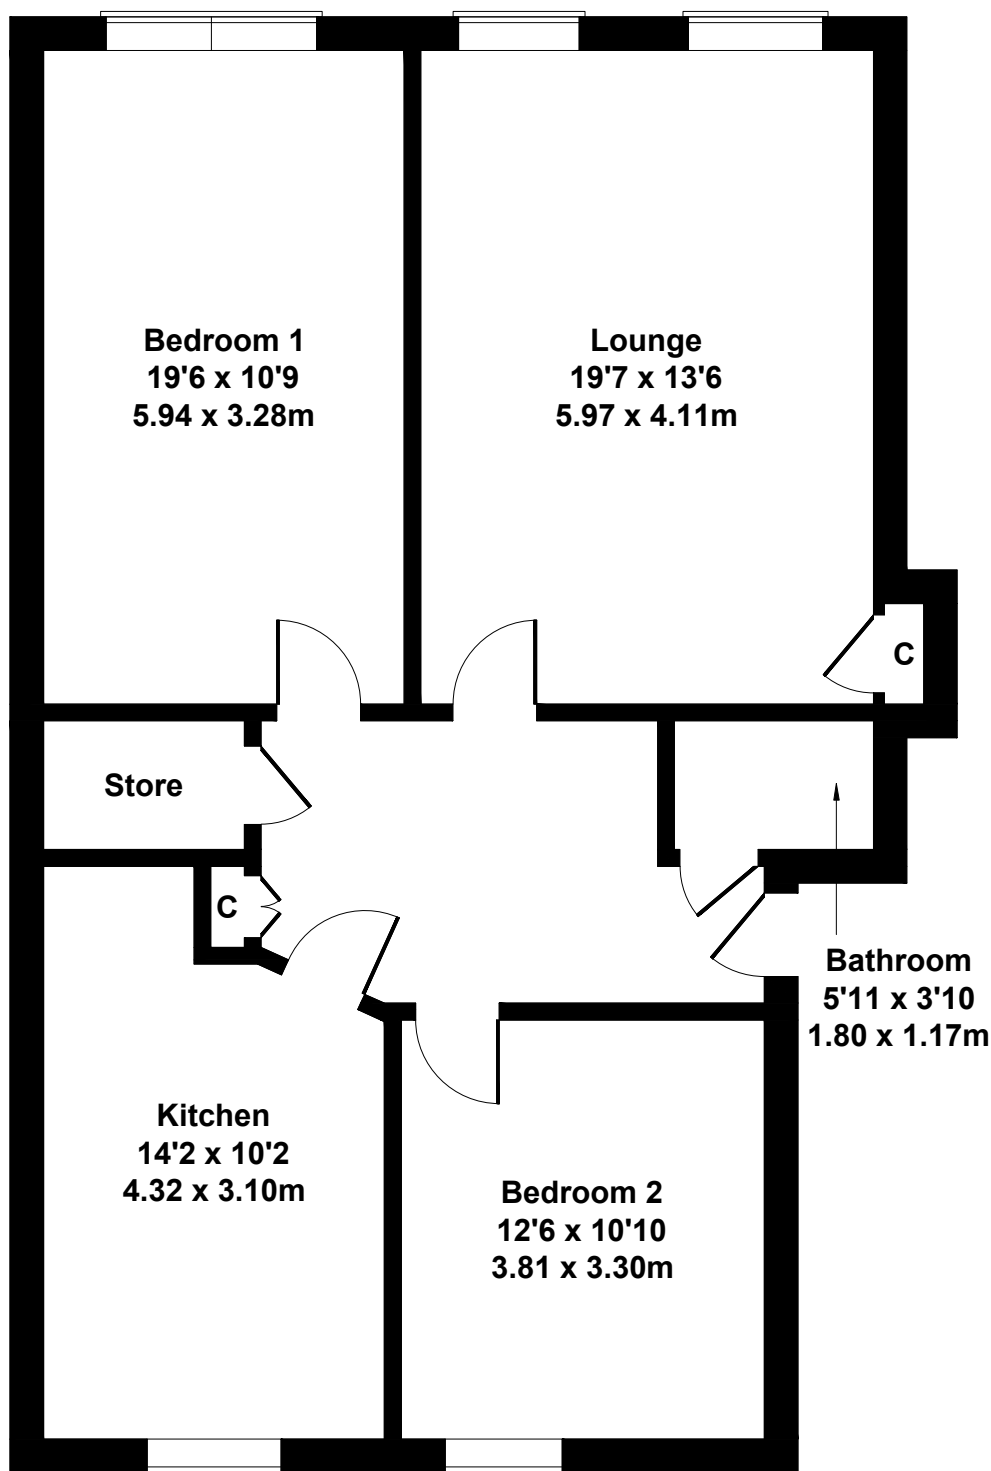 Bedroom 1
19'6 x 10'9
5.94 x 3.28m
Lounge
19'7 x 13'6
5.97 x 4.11m
C
Store
C
Bathroom
5'11 x 3'10
1.80 x 1.17m
Kitchen
14'2 x 10'2
4.32 x 3.10m
Bedroom 2
12'6 x 10'10
3.81 x 3.30m